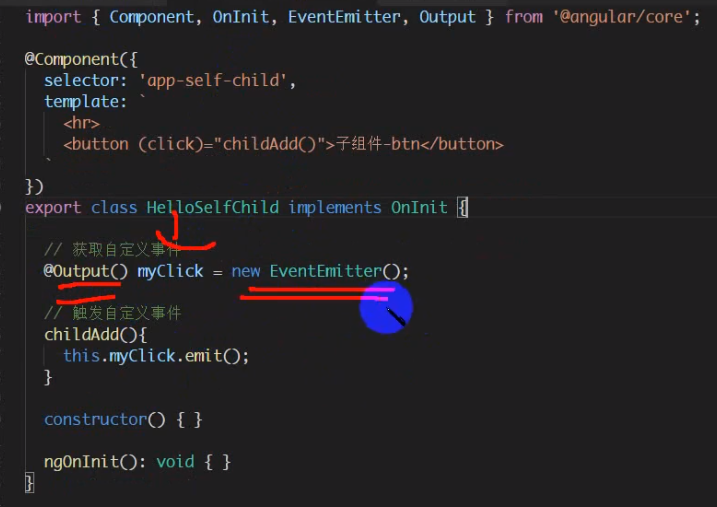 import { Component, OnInit, EventEmitter, Output } from '@angular/core';
@Component({
selector: 'app-self-child',
template: `
<hr>
<button (click)="childAdd()">子组件-btn</button>
`
})
export class HelloSelfChild implements OnInit {
// 获取自定义事件
@Output() myClick = new EventEmitter();
// 触发自定义事件
childAdd(){
this.myClick.emit();
}
constructor() { }
ngOnInit(): void { }
}